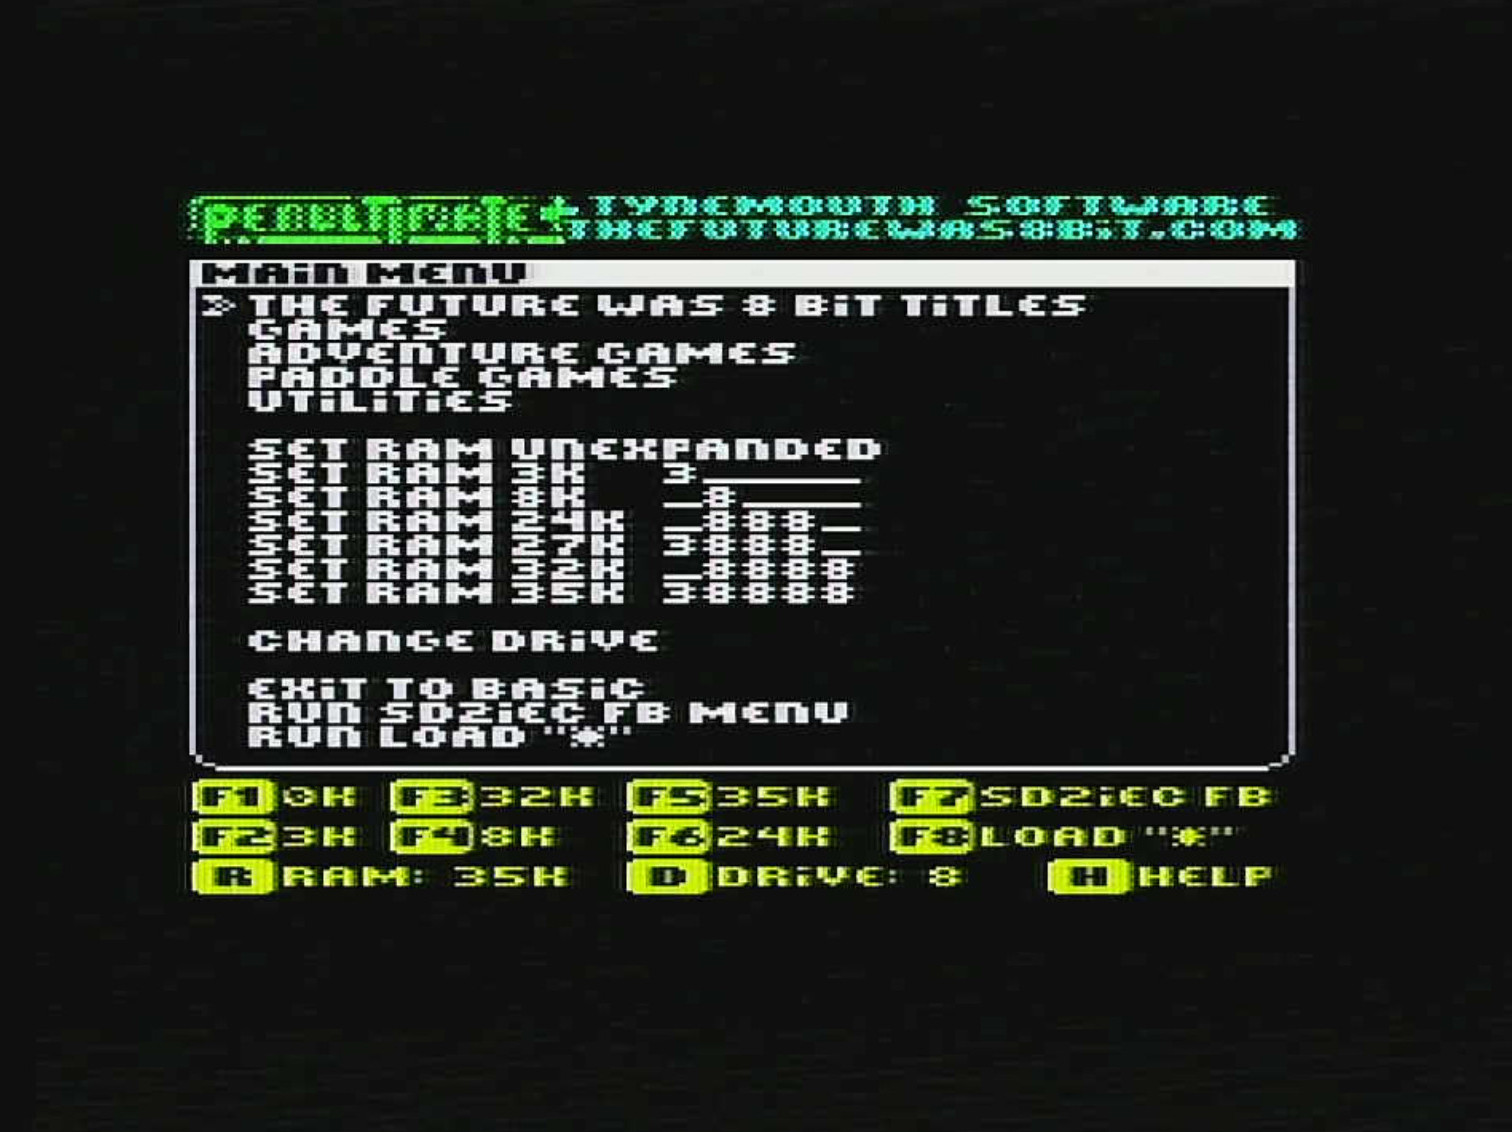 PENULTIMATE + TYNEMOUTH SOFTWARE
THEFUTUREWAS8BiT.COM
MAiN MENU
> THE FUTURE WAS 8 BiT TiTLES
GAMES
ADVENTURE GAMES
PADDLE GAMES
UTiLiTiES
SET RAM UNEXPANDED
SET RAM 3K 3_____
SET RAM 8K _8____
SET RAM 24K _888_
SET RAM 27K 3888_
SET RAM 32K _8888
SET RAM 35K 38888
CHANGE DRiVE
EXiT TO BASiC
RUN SD2iEC FB MENU
RUN LOAD "*"
F1 0K F3 32K F5 35K F7 SD2iEC FB
F2 3K F4 8K F6 24K F8 LOAD "*"
R RAM: 35K D DRiVE: 8 H HELP